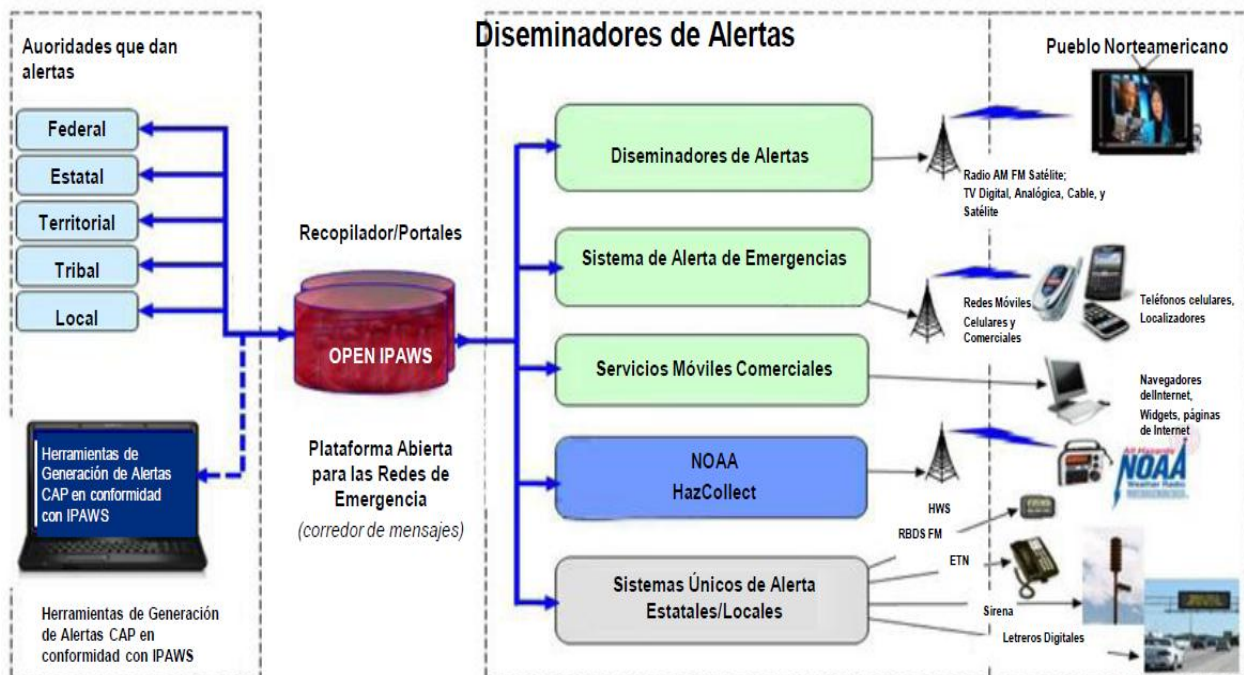 Auoridades que dan
alertas
Federal
Estatal
Territorial
Tribal
Local
Herramientas de
Generación de Alertas
CAP en conformidad
con IPAWS
Herramientas de Generación
de Alertas CAP en
conformidad con IPAWS
Recopilador/Portales
OPEN IPAWS
Plataforma Abierta
para las Redes de
Emergencia
(corredor de mensajes)
Diseminadores de Alertas
Diseminadores de Alertas
Sistema de Alerta de Emergencias
Servicios Móviles Comerciales
NOAA
HazCollect
Sistemas Únicos de Alerta
Estatales/Locales
Pueblo Norteamericano
Radio AM FM Satélite;
TV Digital, Analógica, Cable, y
Satélite
Redes Móviles
Celulares y
Comerciales
Teléfonos celulares,
Localizadores
Navegadores
delInternet,
Widgets, páginas
de Internet
All Hazards
NOAA
Weather Radio
HWS
RBDS FM
ETN
Sirena
Letreros Digitales